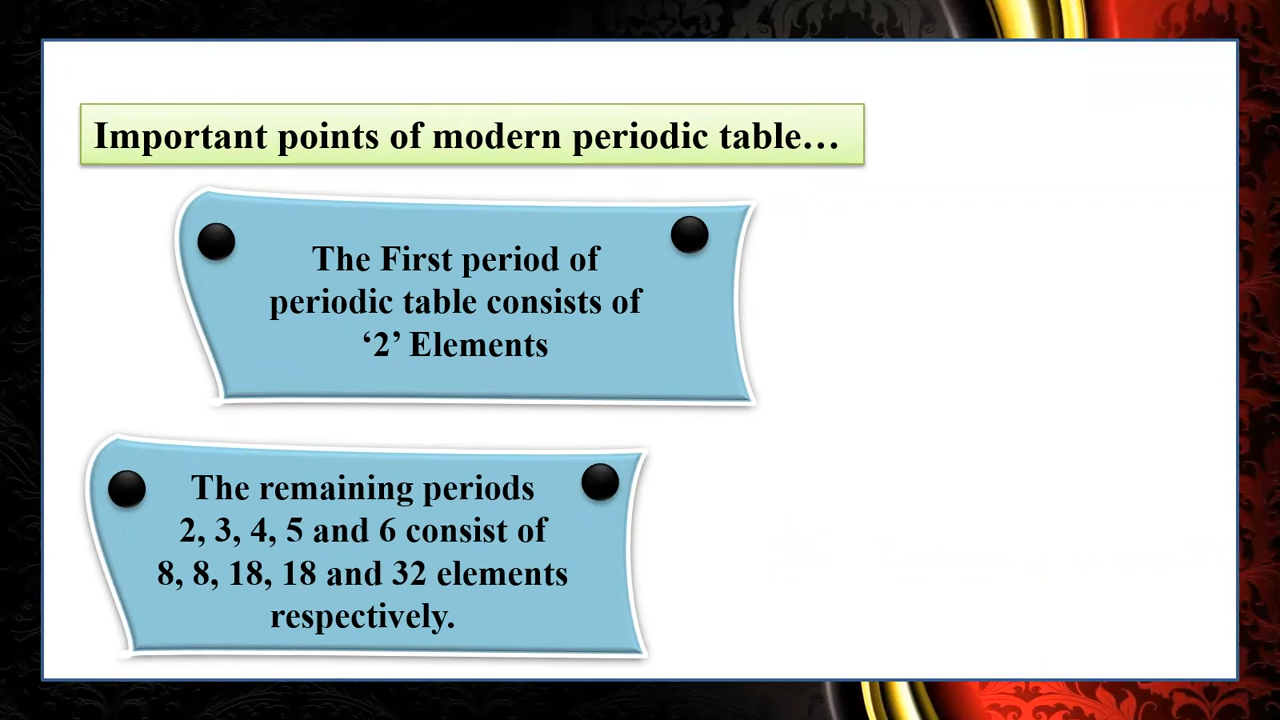 Important points of modern periodic table…
The First period of
periodic table consists of
‘2’ Elements
The remaining periods
2, 3, 4, 5 and 6 consist of
8, 8, 18, 18 and 32 elements
respectively.